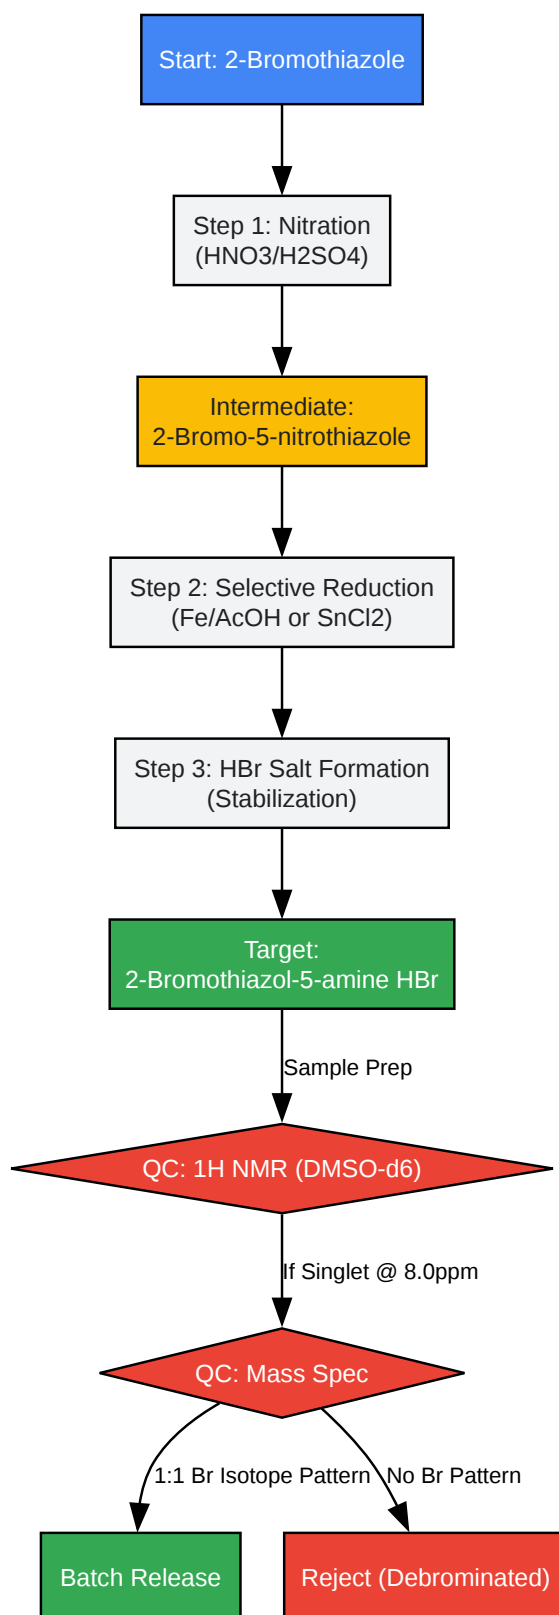 Start: 2-Bromothiazole
Step 1: Nitration
(HNO3/H2SO4)
Intermediate:
2-Bromo-5-nitrothiazole
Step 2: Selective Reduction
(Fe/AcOH or SnCl2)
Step 3: HBr Salt Formation
(Stabilization)
Target:
2-Bromothiazol-5-amine HBr
Sample Prep
QC: 1H NMR (DMSO-d6)
If Singlet @ 8.0ppm
QC: Mass Spec
1:1 Br Isotope Pattern
No Br Pattern
Batch Release
Reject (Debrominated)